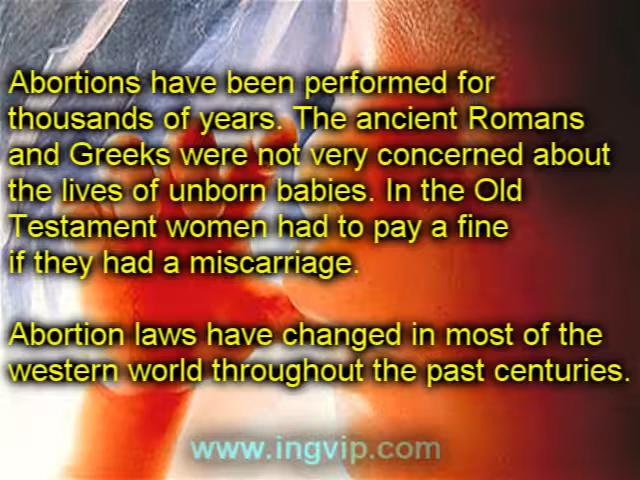 Abortions have been performed for
thousands of years. The ancient Romans
and Greeks were not very concerned about
the lives of unborn babies. In the Old
Testament women had to pay a fine
if they had a miscarriage.
Abortion laws have changed in most of the
western world throughout the past centuries.
www.ingvip.com